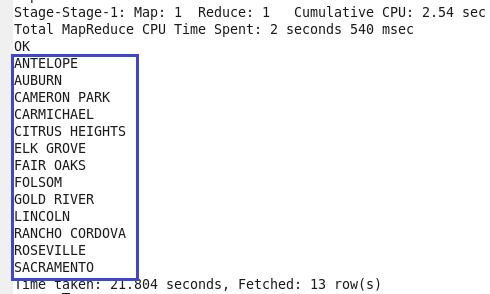 Stage-Stage-1: Map: 1  Reduce: 1   Cumulative CPU: 2.54 sec
Total MapReduce CPU Time Spent: 2 seconds 540 msec
OK
ANTELOPE
AUBURN
CAMERON PARK
CARMICHAEL
CITRUS HEIGHTS
ELK GROVE
FAIR OAKS
FOLSOM
GOLD RIVER
LINCOLN
RANCHO CORDOVA
ROSEVILLE
SACRAMENTO
Time taken: 21.804 seconds, Fetched: 13 row(s)